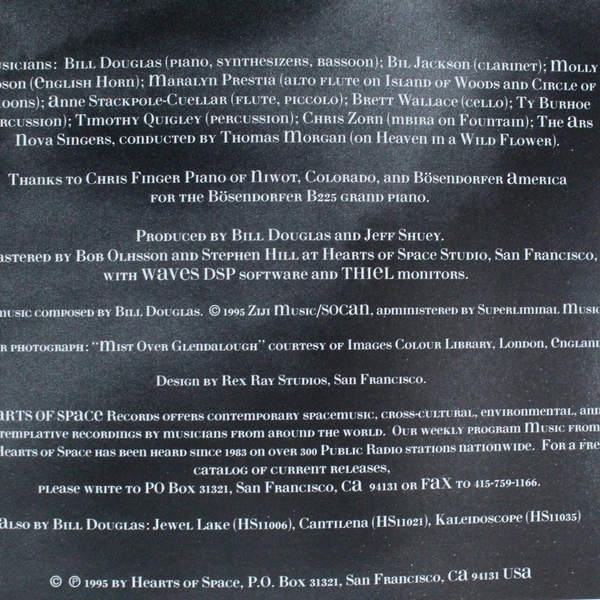 usicians: Bill Douglas (piano, synthesizers, bassoon); Bil Jackson (clarinet); Molly
oson (English Horn); Maralyn Prestia (alto flute on Island of Woods and Circle of
oons); Anne Stackpole-Cuellar (flute, piccolo); Brett Wallace (cello); Ty Burhoe
rcussion); Timothy Quigley (percussion); Chris Zorn (mbira on Fountain); The Ars
Nova Singers, conducted by Thomas Morgan (on Heaven in a Wild Flower).
Thanks to Chris Finger Piano of Niwot, Colorado, and Bösendorfer America
for the Bösendorfer B225 grand piano.
Produced by Bill Douglas and Jeff Shuey.
astered by Bob Olhsson and Stephen Hill at Hearts of Space Studio, San Francisco,
with WAVES DSP software and THIEL monitors.
music composed by Bill Douglas. © 1995 Ziji Music/SOCAN, administered by Superliminal Music
r photograph: "Mist Over Glendalough" courtesy of Images Colour Library, London, England
Design by Rex Ray Studios, San Francisco.
ARTS OF SPACE Records offers contemporary spacemusic, cross-cultural, environmental, and
templative recordings by musicians from around the world. Our weekly program Music from
Hearts of Space has been heard since 1983 on over 300 Public Radio stations nationwide. For a fre
catalog of current releases,
please write to PO Box 31321, San Francisco, CA 94131 or FAX to 415-759-1166.
Also by Bill Douglas: Jewel Lake (HS11006), Cantilena (HS11021), Kaleidoscope (HS11035)
© ℗ 1995 by Hearts of Space, P.O. Box 31321, San Francisco, CA 94131 USA